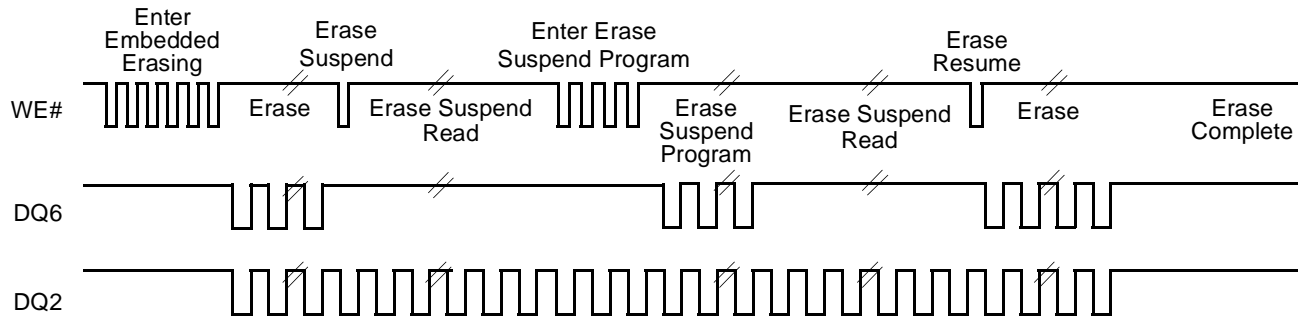 Enter
Embedded
Erasing
Erase
Suspend
Enter Erase
Suspend Program
Erase
Resume
WE#
Erase
Erase Suspend
Read
Erase
Suspend
Program
Erase Suspend
Read
Erase
Erase
Complete
DQ6
DQ2